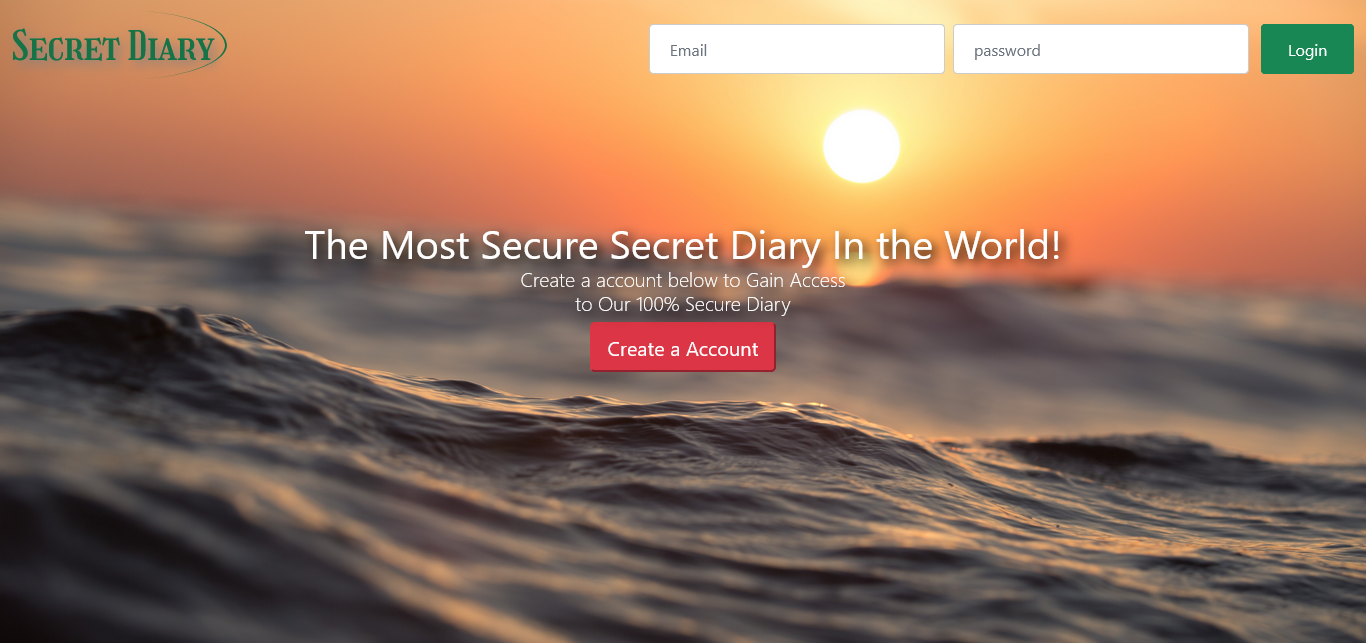 Secret Diary
Email
password
Login
The Most Secure Secret Diary In the World!
Create a account below to Gain Access
to Our 100% Secure Diary
Create a Account